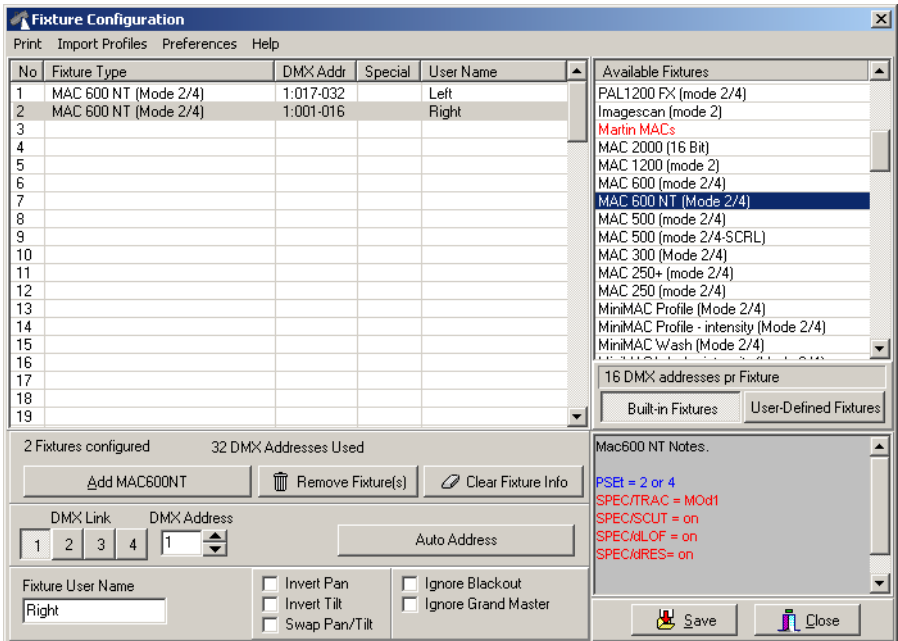 Fixture Configuration
Print Import Profiles Preferences Help
No Fixture Type DMX Addr Special User Name
1 MAC 600 NT (Mode 2/4) 1:017-032 Left
2 MAC 600 NT (Mode 2/4) 1:001-016 Right
3
4
5
6
7
8
9
10
11
12
13
14
15
16
17
18
19
Available Fixtures
PAL1200 FX (mode 2/4)
Imagescan (mode 2)
Martin MACs
MAC 2000 (16 Bit)
MAC 1200 (mode 2)
MAC 600 (mode 2/4)
MAC 600 NT (Mode 2/4)
MAC 500 (mode 2/4)
MAC 500 (mode 2/4-SCRL)
MAC 300 (Mode 2/4)
MAC 250+ (mode 2/4)
MAC 250 (mode 2/4)
MiniMAC Profile (Mode 2/4)
MiniMAC Profile - intensity (Mode 2/4)
MiniMAC Wash (Mode 2/4)
16 DMX addresses pr Fixture
Built-in Fixtures User-Defined Fixtures
2 Fixtures configured 32 DMX Addresses Used
Add MAC600NT Remove Fixture(s) Clear Fixture Info
DMX Link DMX Address
1 2 3 4 1 Auto Address
Fixture User Name
Right
Invert Pan
Invert Tilt
Swap Pan/Tilt
Ignore Blackout
Ignore Grand Master
Mac600 NT Notes.
PSEt = 2 or 4
SPEC/TRAC = MOd1
SPEC/SCUT = on
SPEC/dLOF = on
SPEC/dRES= on
Save Close